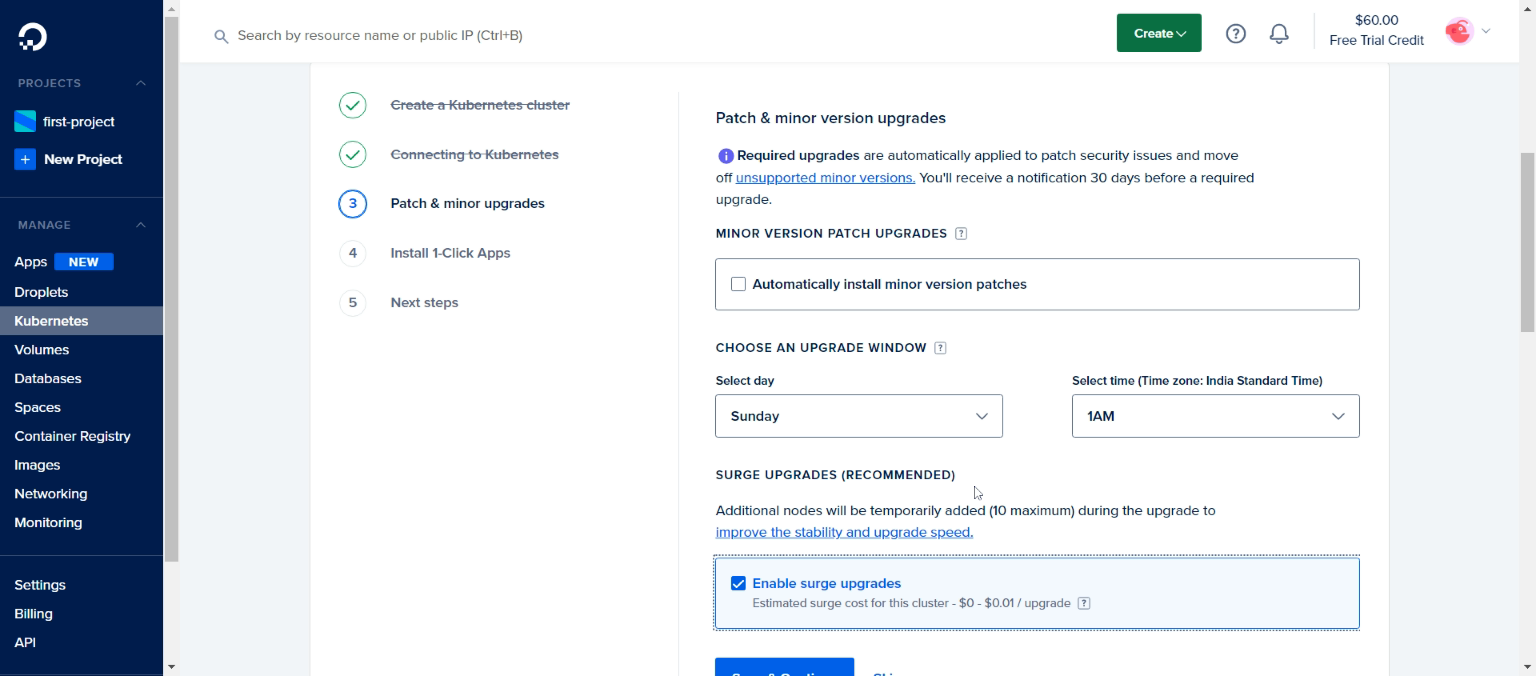 Search by resource name or public IP (Ctrl+B)
Create
?
$60.00
Free Trial Credit
PROJECTS
first-project
+ New Project
MANAGE
Apps NEW
Droplets
Kubernetes
Volumes
Databases
Spaces
Container Registry
Images
Networking
Monitoring
Settings
Billing
API
Create a Kubernetes cluster
Connecting to Kubernetes
3 Patch & minor upgrades
4 Install 1-Click Apps
5 Next steps
Patch & minor version upgrades
i Required upgrades are automatically applied to patch security issues and move
off unsupported minor versions. You'll receive a notification 30 days before a required
upgrade.
MINOR VERSION PATCH UPGRADES ?
Automatically install minor version patches
CHOOSE AN UPGRADE WINDOW ?
Select day
Sunday
Select time (Time zone: India Standard Time)
1AM
SURGE UPGRADES (RECOMMENDED)
Additional nodes will be temporarily added (10 maximum) during the upgrade to
improve the stability and upgrade speed.
Enable surge upgrades
Estimated surge cost for this cluster - $0 - $0.01 / upgrade ?